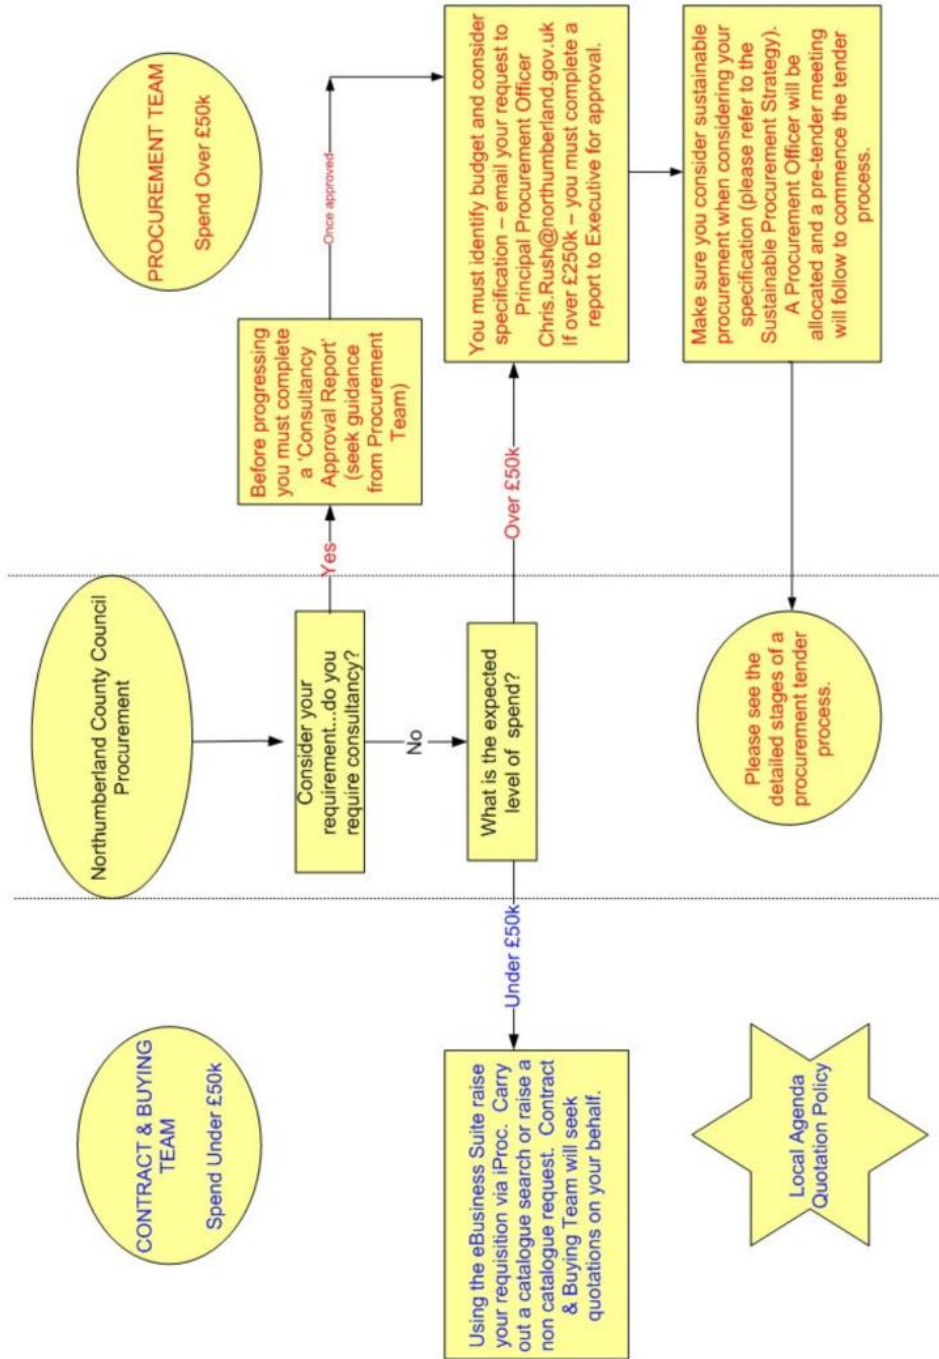 Northumberland County Council
Procurement
CONTRACT & BUYING
TEAM
Spend Under £50k
PROCUREMENT TEAM
Spend Over £50k
Consider your
requirement...do you
require consultancy?
Yes
Before progressing
you must complete
a 'Consultancy
Approval Report'
(seek guidance
from Procurement
Team)
Once approved
No
What is the expected
level of spend?
Under £50k
Using the eBusiness Suite raise
your requisition via iProc. Carry
out a catalogue search or raise a
non catalogue request. Contract
& Buying Team will seek
quotations on your behalf.
Over £50k
You must identify budget and consider
specification – email your request to
Principal Procurement Officer
Chris.Rush@northumberland.gov.uk
If over £250k – you must complete a
report to Executive for approval.
Make sure you consider sustainable
procurement when considering your
specification (please refer to the
Sustainable Procurement Strategy).
A Procurement Officer will be
allocated and a pre-tender meeting
will follow to commence the tender
process.
Please see the
detailed stages of a
procurement tender
process.
Local Agenda
Quotation Policy